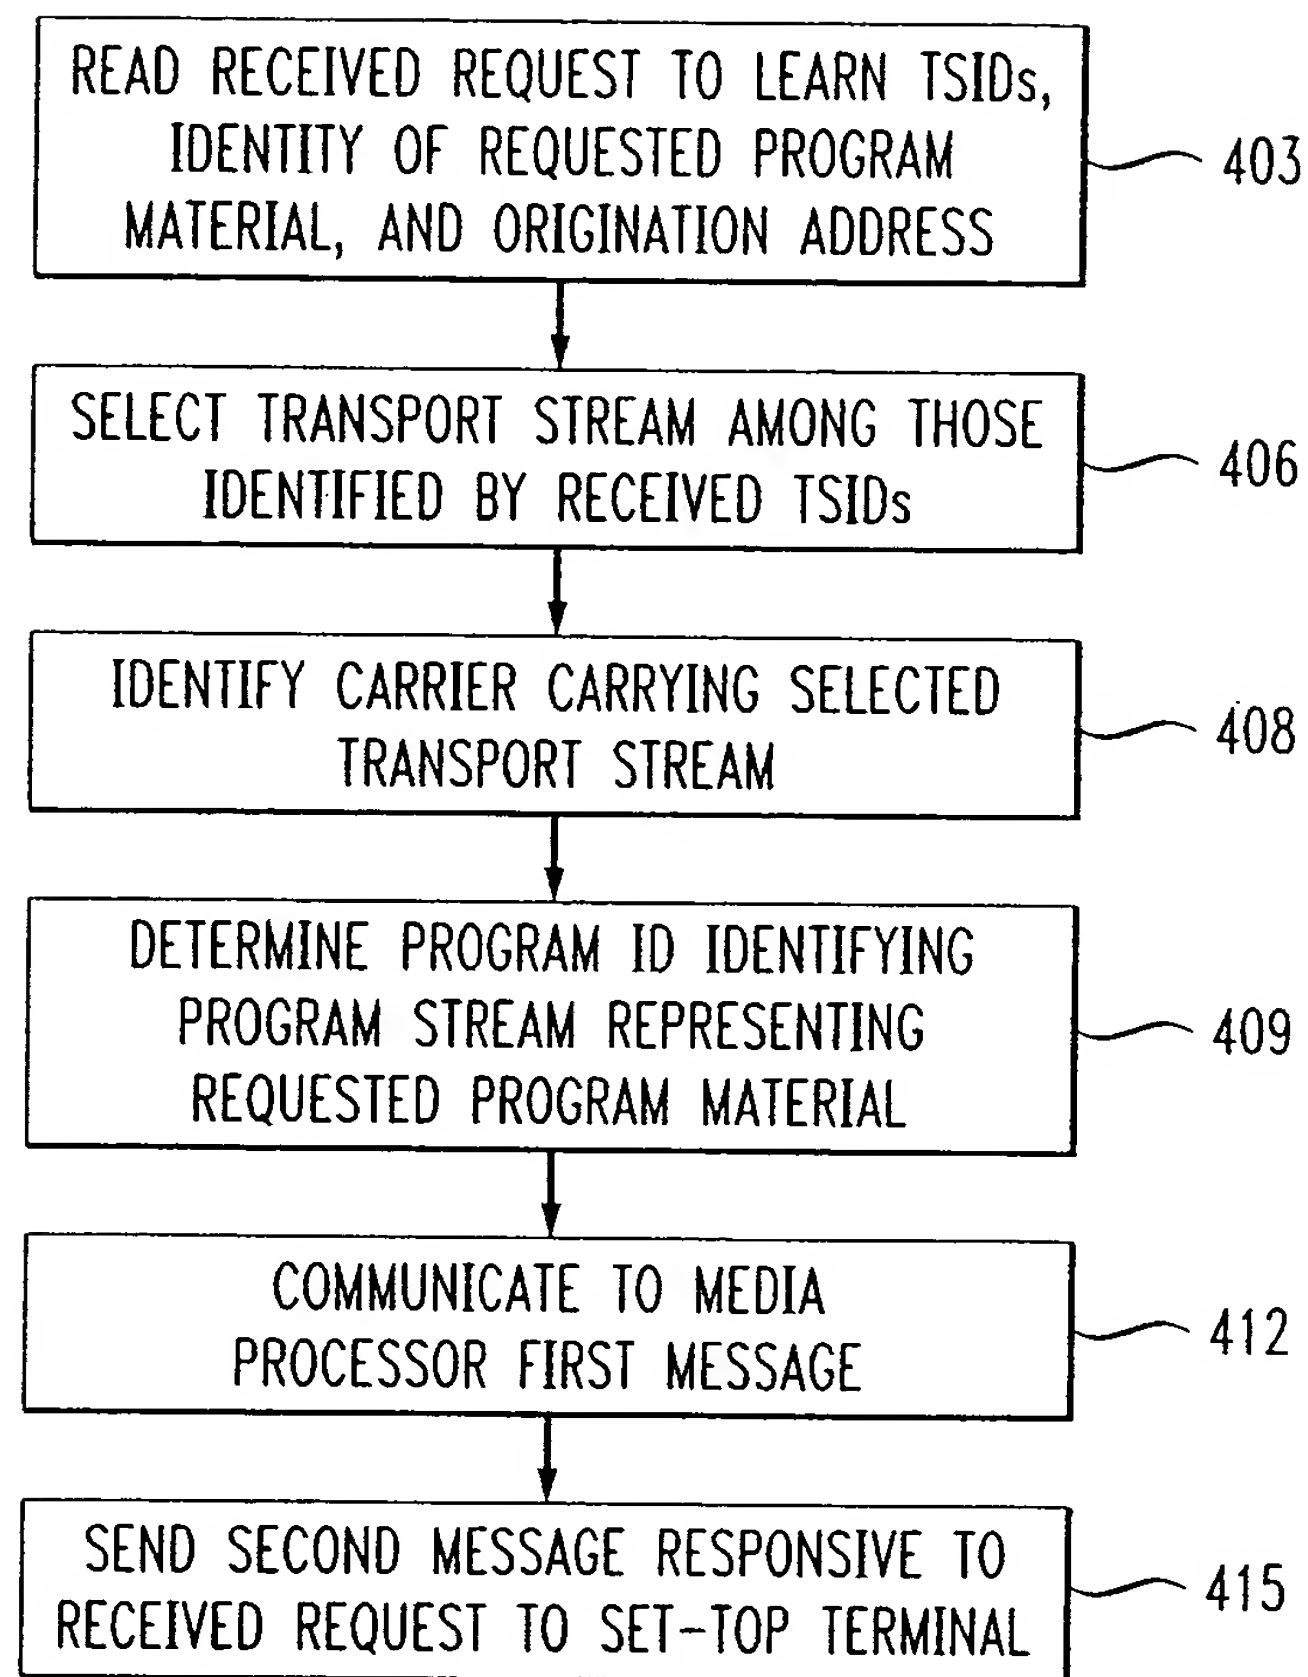 READ RECEIVED REQUEST TO LEARN TSIDs,
IDENTITY OF REQUESTED PROGRAM
MATERIAL, AND ORIGINATION ADDRESS
403
SELECT TRANSPORT STREAM AMONG THOSE
IDENTIFIED BY RECEIVED TSIDs
406
IDENTIFY CARRIER CARRYING SELECTED
TRANSPORT STREAM
408
DETERMINE PROGRAM ID IDENTIFYING
PROGRAM STREAM REPRESENTING
REQUESTED PROGRAM MATERIAL
409
COMMUNICATE TO MEDIA
PROCESSOR FIRST MESSAGE
412
SEND SECOND MESSAGE RESPONSIVE TO
RECEIVED REQUEST TO SET-TOP TERMINAL
415